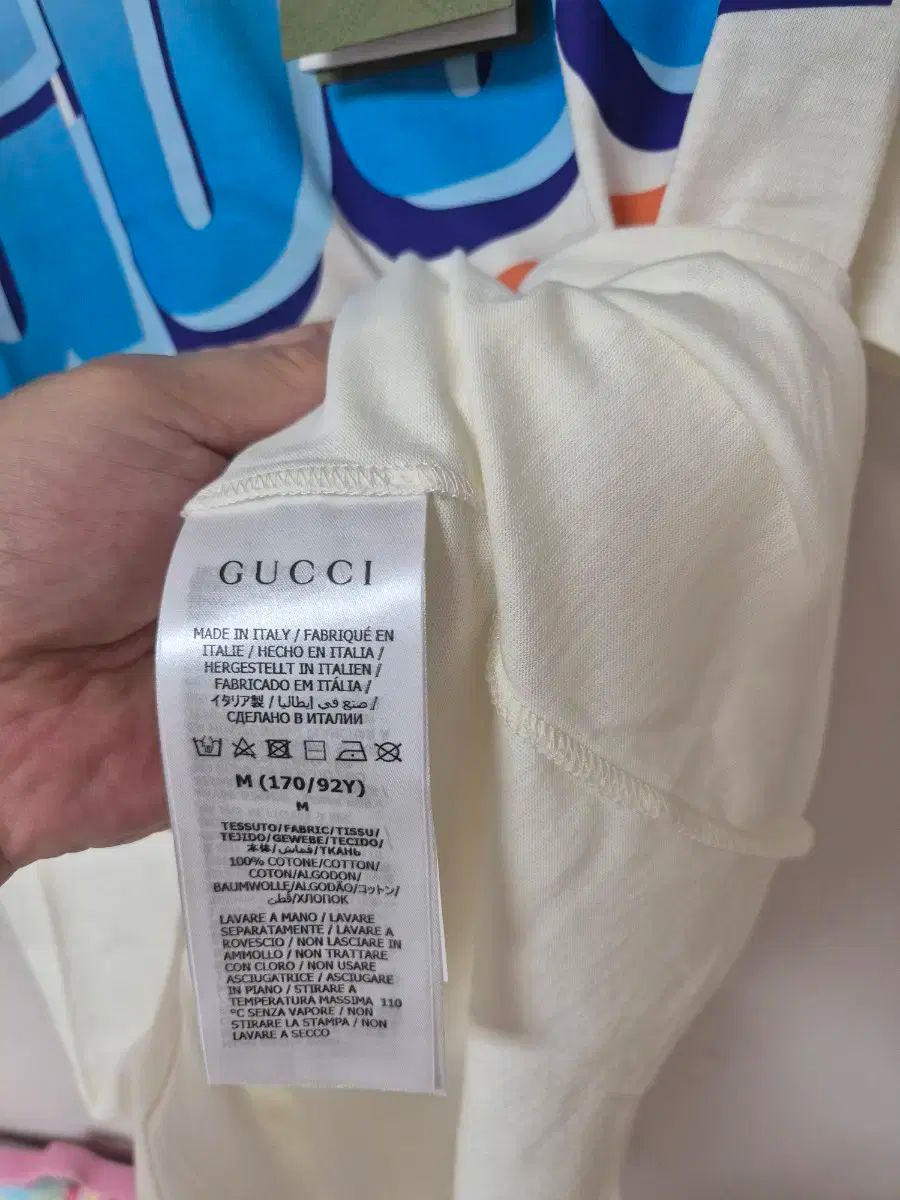 GUCCI
MADE IN ITALY / FABRIQUÉ EN
ITALIE / HECHO EN ITALIA /
HERGESTELLT IN ITALIEN /
FABRICADO EM ITÁLIA /
イタリア製 / صنع في إيطاليا /
СДЕЛАНО В ИТАЛИИ
M (170/92Y)
M
TESSUTO/FABRIC/TISSU/
TEJIDO/GEWEBE/TECIDO/
本体/قماش/ТКАНЬ
100% COTONE/COTTON/
COTON/ALGODON/
BAUMWOLLE/ALGODÃO/コットン/
قطن/ХЛОПОК
LAVARE A MANO / LAVARE
SEPARATAMENTE / LAVARE A
ROVESCIO / NON LASCIARE IN
AMMOLLO / NON TRATTARE
CON CLORO / NON USARE
ASCIUGATRICE / ASCIUGARE
IN PIANO / STIRARE A
TEMPERATURA MASSIMA 110
°C SENZA VAPORE / NON
STIRARE LA STAMPA / NON
LAVARE A SECCO